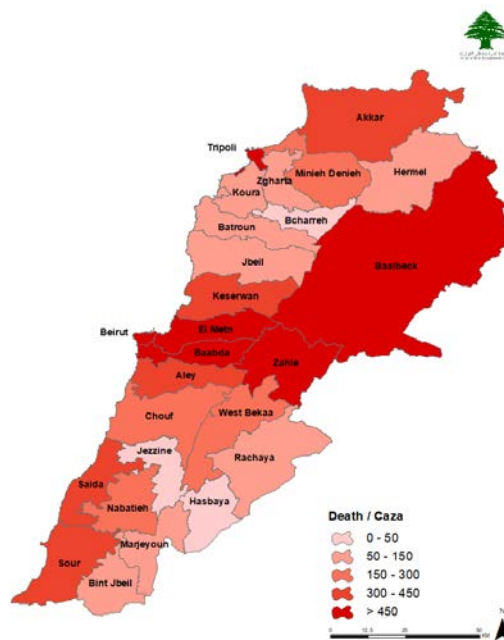 Akkar
Tripoli
Minieh Denieh
Hermel
Zgharta
Koura
Bcharreh
Batroun
Jbeil
Baalbeck
Keserwan
El Metn
Beirut
Baabda
Zahle
Aley
Chouf
West Bekaa
Jezzine
Rachaya
Saida
Hasbaya
Nabatieh
Marjeyoun
Sour
Bint Jbeil
Death / Caza
0 - 50
50 - 150
150 - 300
300 - 450
> 450